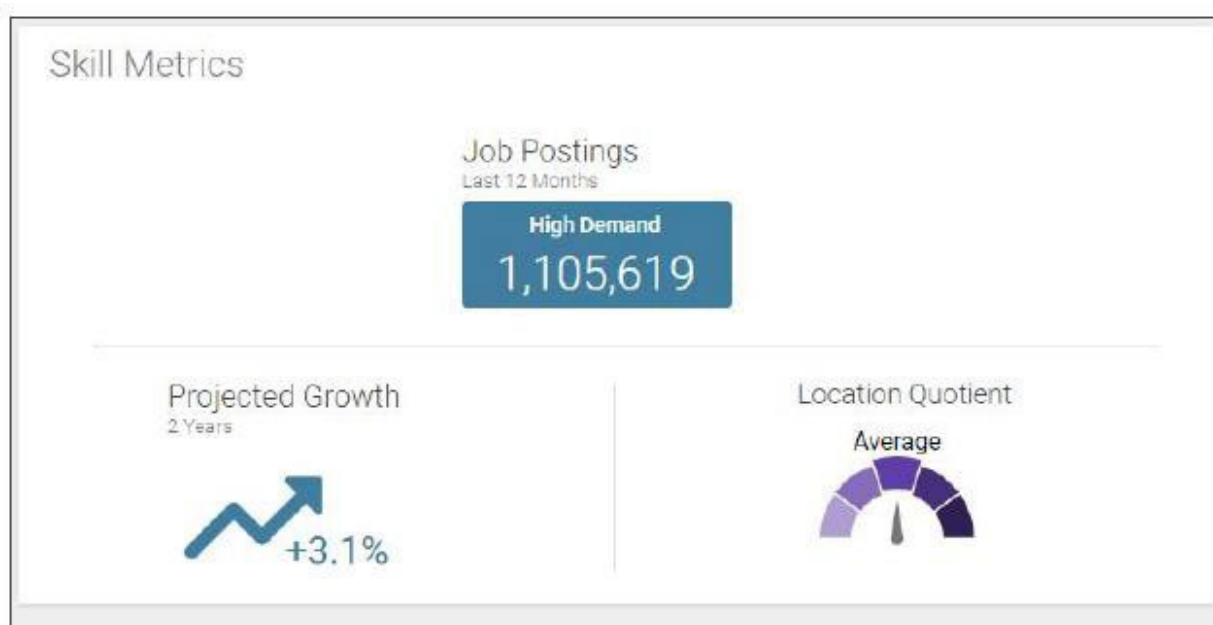 Skill Metrics
Job Postings
Last 12 Months
High Demand
1,105,619
Projected Growth
2 Years
+3.1%
Location Quotient
Average